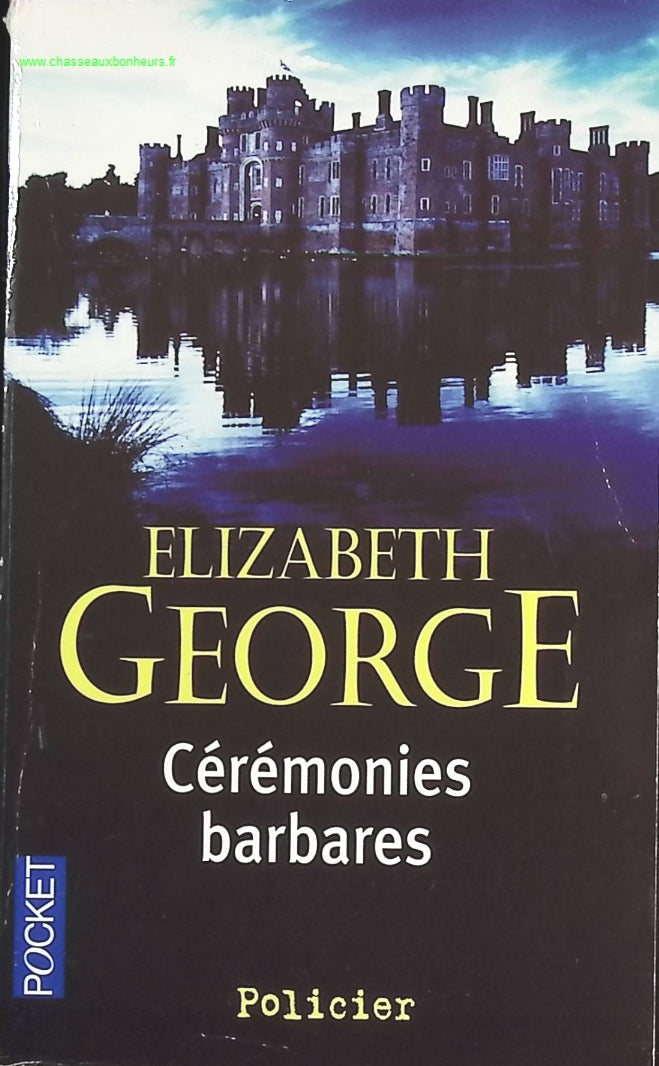 www.chasseauxbonheurs.fr
ELIZABETH
GEORGE
Cérémonies
barbares
POCKET
Policier